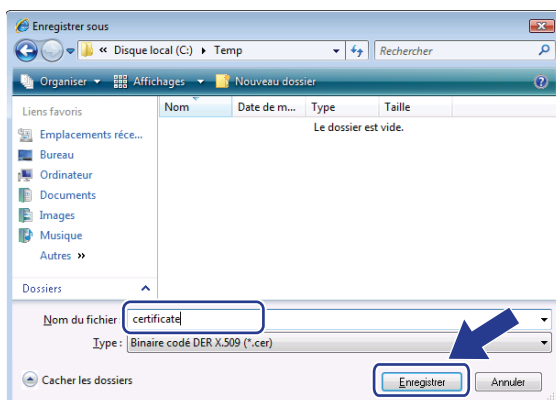 Enregistrer sous
« Disque local (C:) Temp Rechercher
Organiser Affichages Nouveau dossier
Liens favoris
Nom Date de m... Type Taille
Le dossier est vide.
Emplacements réce...
Bureau
Ordinateur
Documents
Images
Musique
Autres »
Dossiers
Nom du fichier : certificate
Type : Binaire codé DER X.509 (*.cer)
Cacher les dossiers Enregistrer Annuler